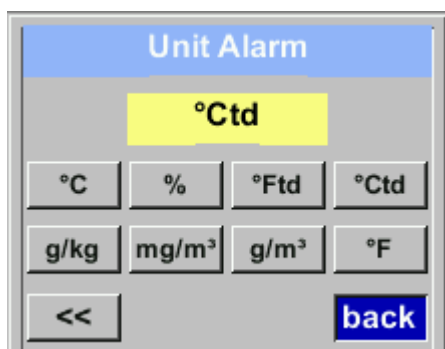 Unit Alarm
°Ctd
°C % °Ftd °Ctd
g/kg mg/m³ g/m³ °F
<< back